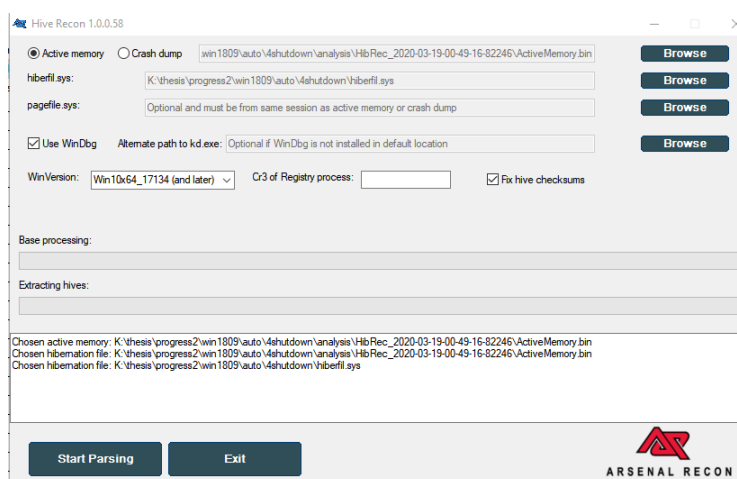 Hive Recon 1.0.0.58
Active memory Crash dump .win1809\auto\4shutdown\analysis\HibRec_2020-03-19-00-49-16-82246\ActiveMemory.bin Browse
hiberfil.sys: K:\thesis\progress2\win1809\auto\4shutdown\hiberfil.sys Browse
pagefile.sys: Optional and must be from same session as active memory or crash dump Browse
Use WinDbg Alternate path to kd.exe: Optional if WinDbg is not installed in default location Browse
WinVersion: Win10x64_17134 (and later) Cr3 of Registry process: Fix hive checksums
Base processing:
Extracting hives:
Chosen active memory: K:\thesis\progress2\win1809\auto\4shutdown\analysis\HibRec_2020-03-19-00-49-16-82246\ActiveMemory.bin
Chosen hibernation file: K:\thesis\progress2\win1809\auto\4shutdown\analysis\HibRec_2020-03-19-00-49-16-82246\ActiveMemory.bin
Chosen hibernation file: K:\thesis\progress2\win1809\auto\4shutdown\hiberfil.sys
Start Parsing Exit
ARSENAL RECON